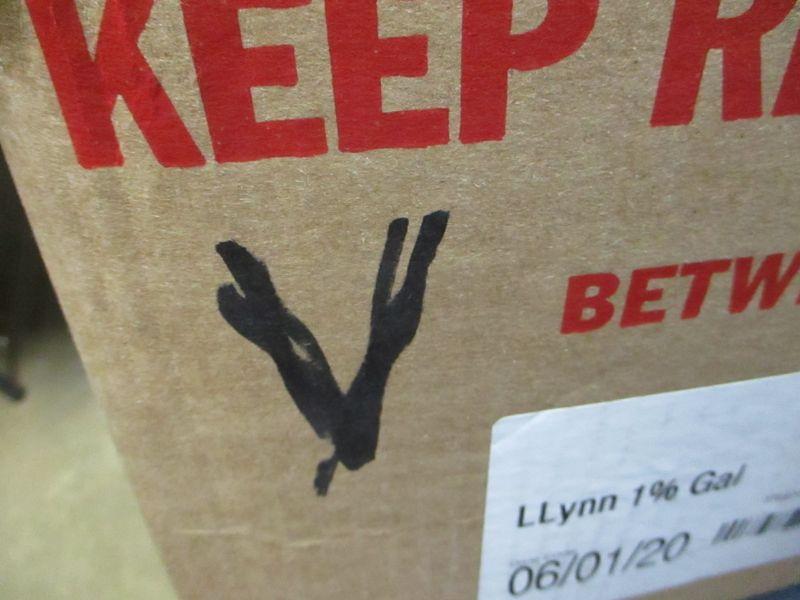 KEEP
V
BETW
LLynn 1% Gal
06/01/20